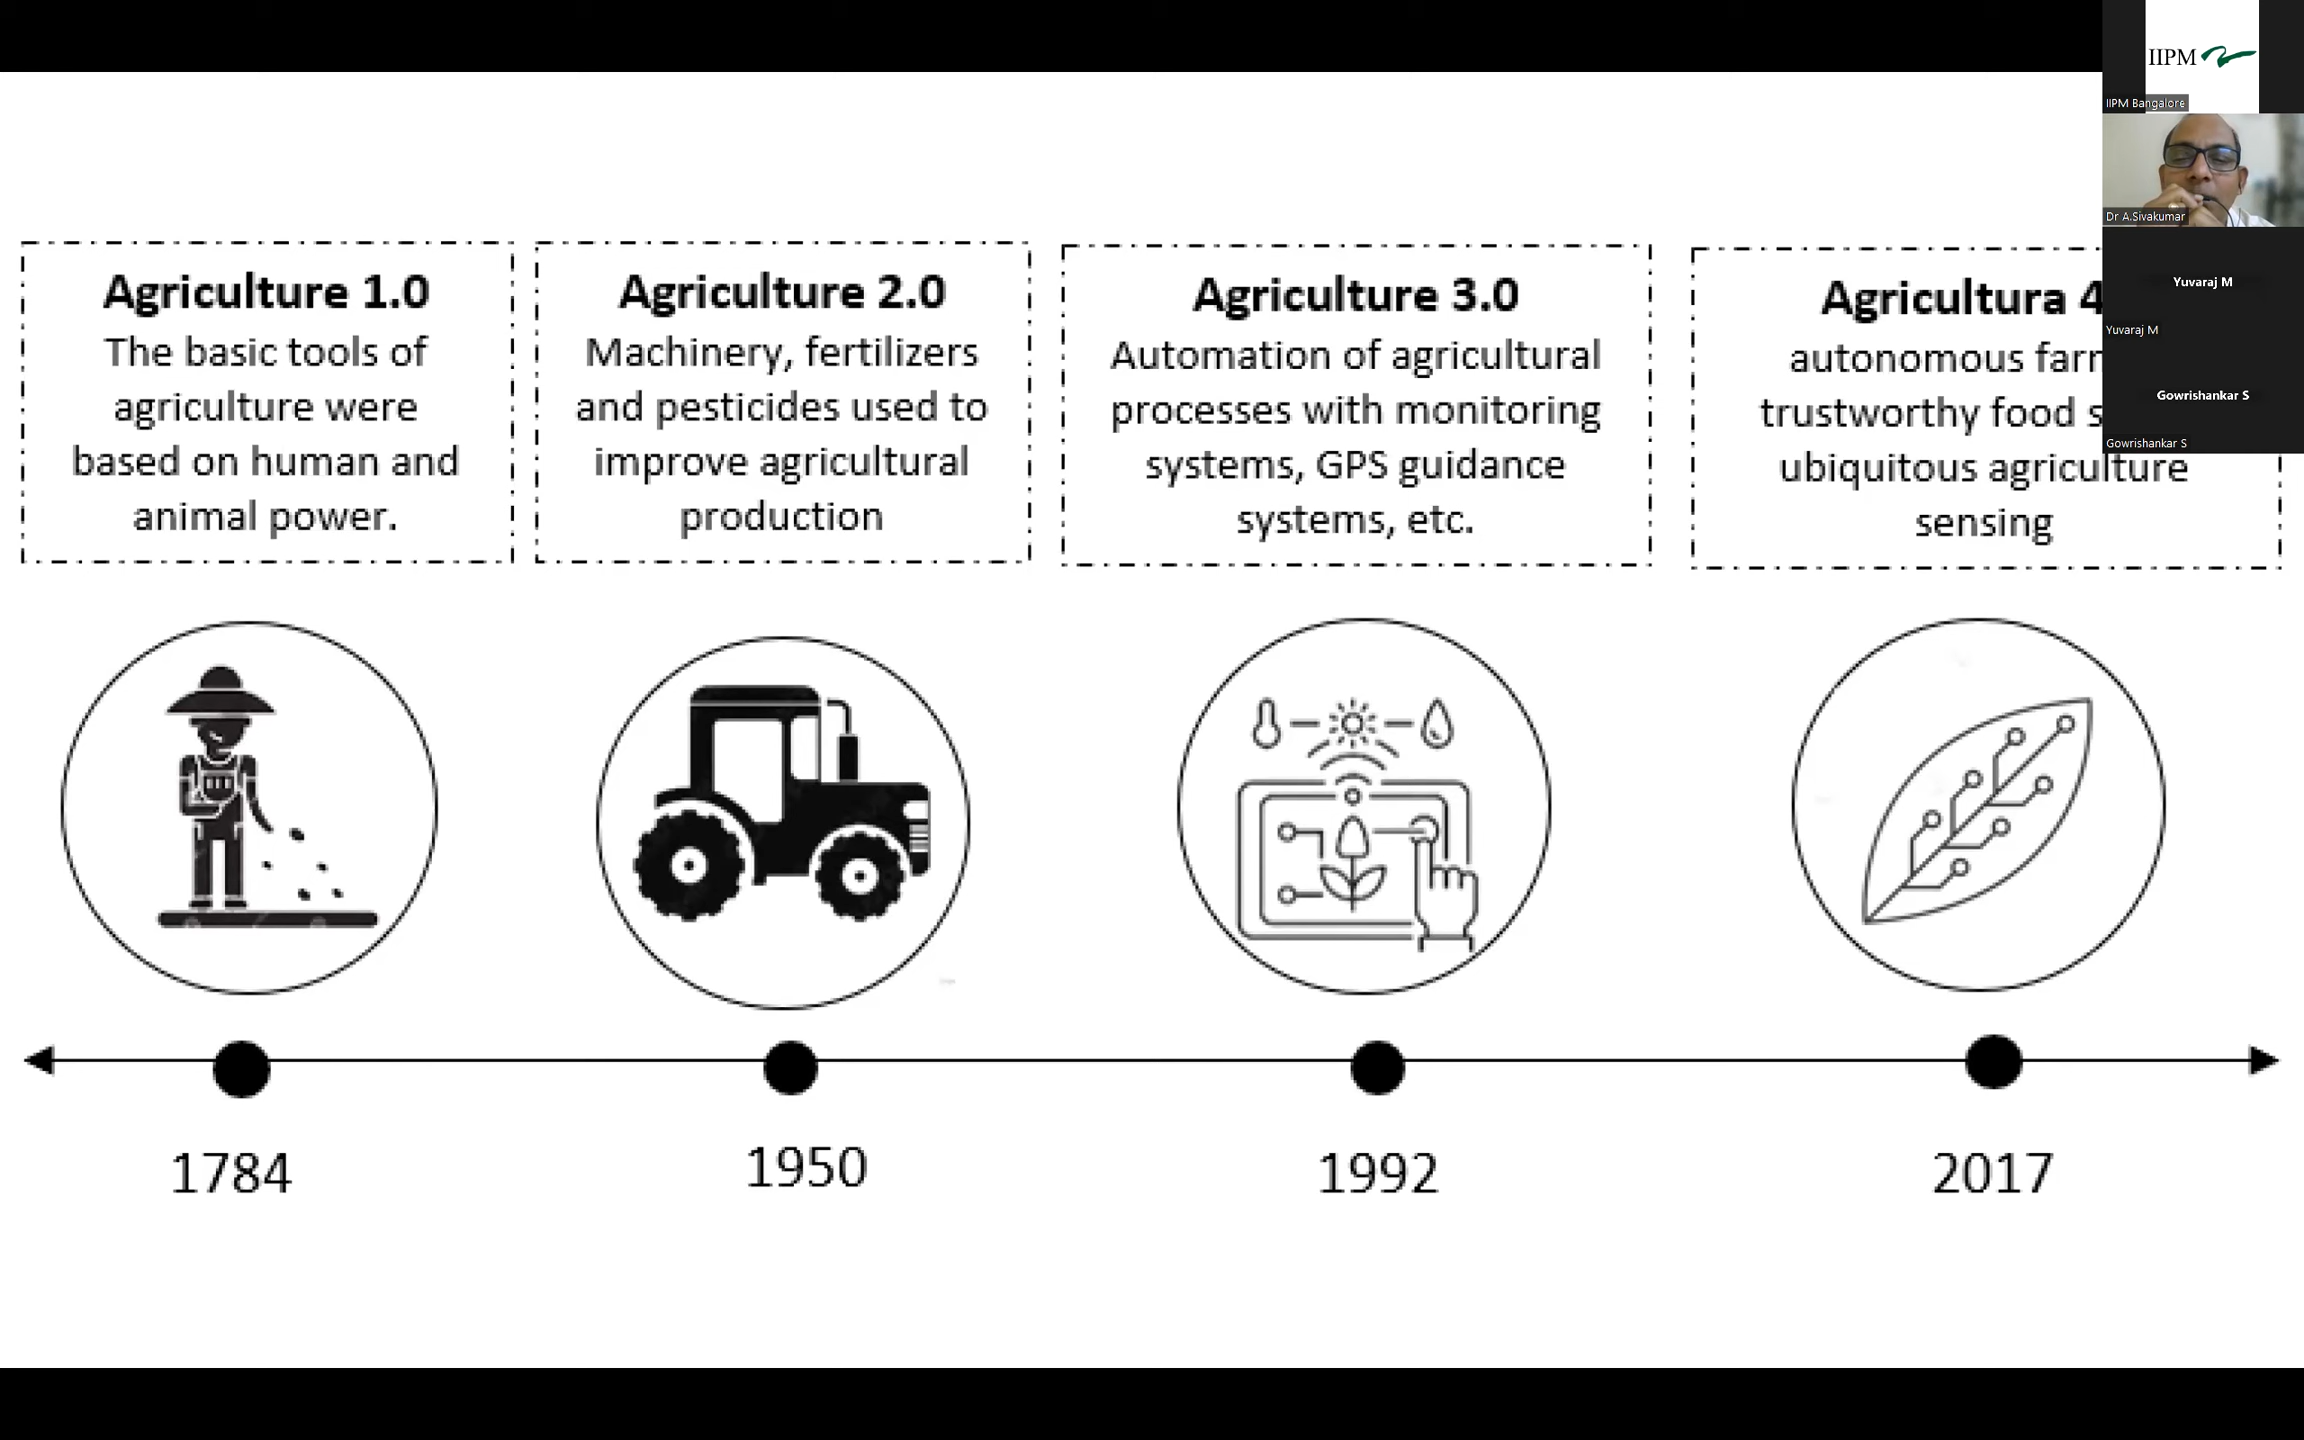 IIPM
IIPM Bangalore
Dr A.Sivakumar
Yuvaraj M
Yuvaraj M
Gowrishankar S
Gowrishankar S
Agriculture 1.0
The basic tools of
agriculture were
based on human and
animal power.
Agriculture 2.0
Machinery, fertilizers
and pesticides used to
improve agricultural
production
Agriculture 3.0
Automation of agricultural
processes with monitoring
systems, GPS guidance
systems, etc.
Agricultura 4
autonomous
trustworthy food
ubiquitous agriculture
sensing
1784
1950
1992
2017